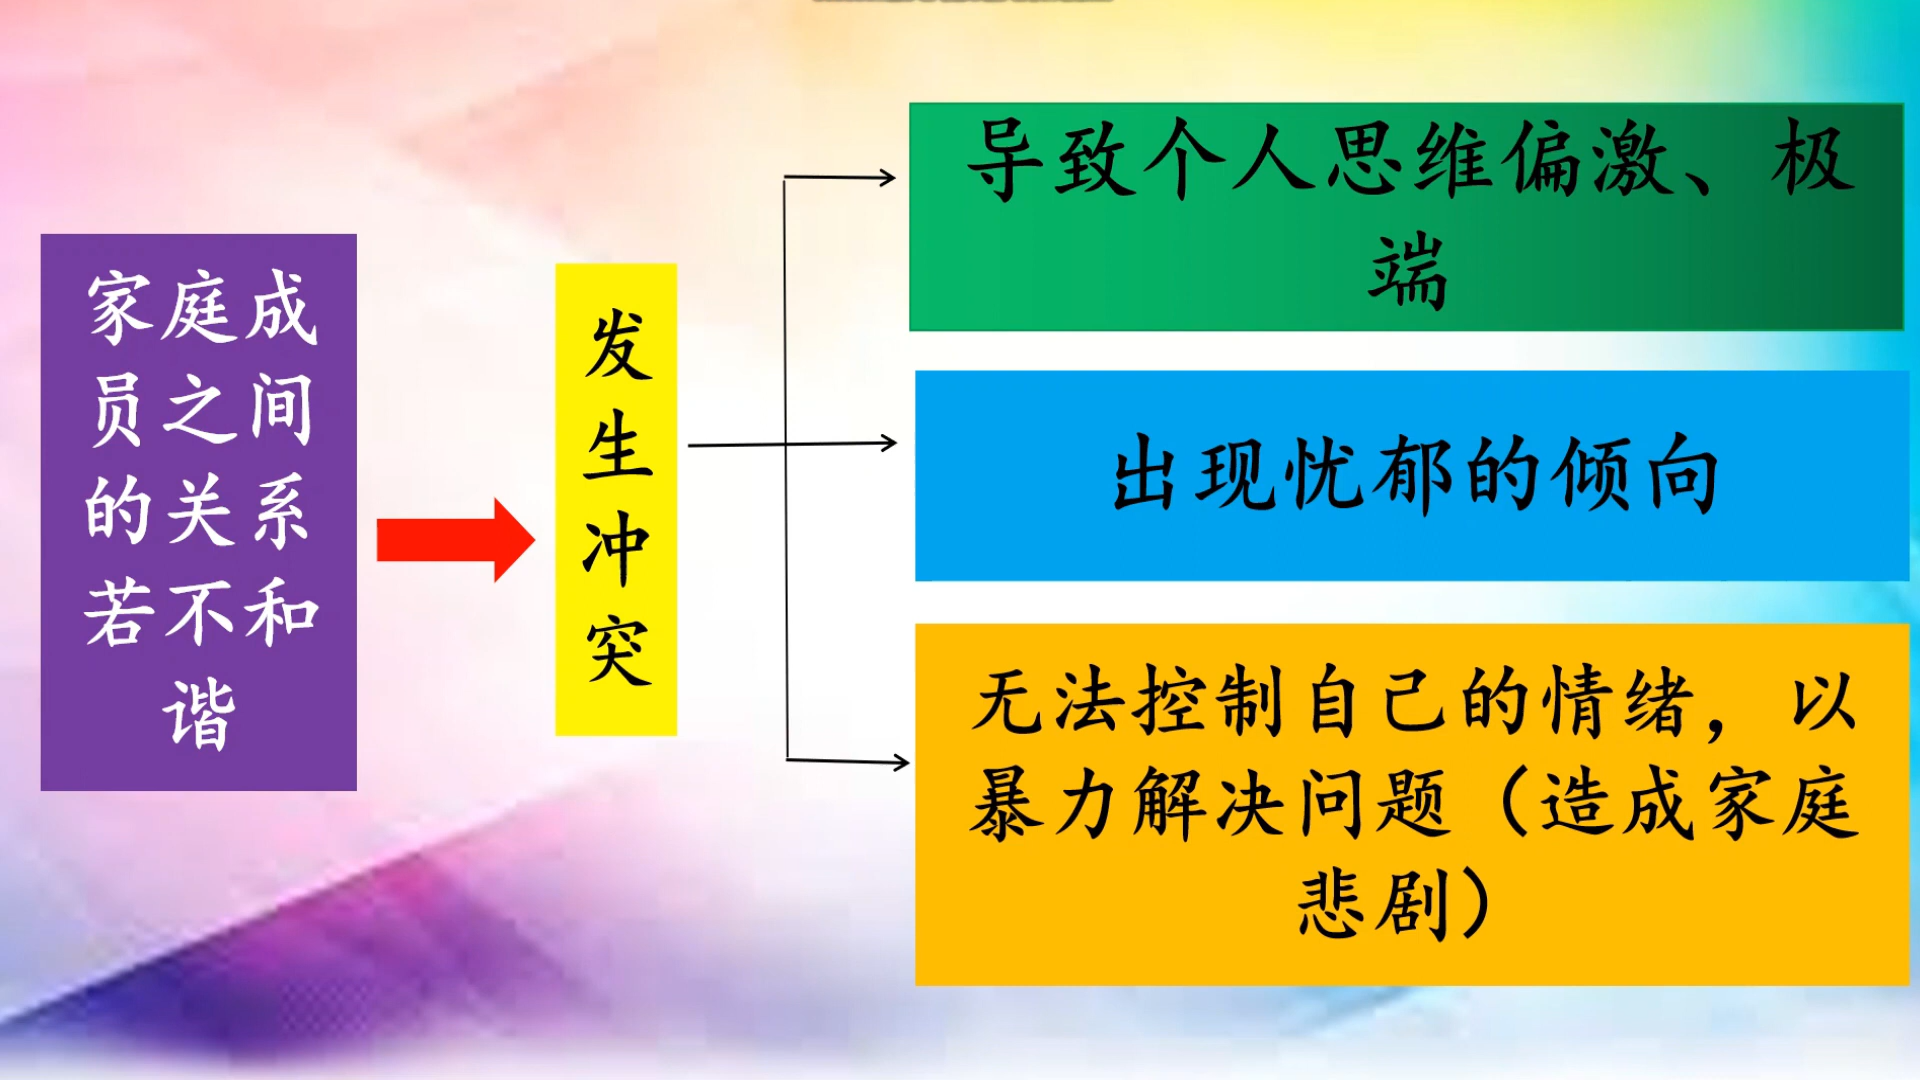 家庭成
员之间
的关系
若不和
谐
发
生
冲
突
导致个人思维偏激、极
端
出现忧郁的倾向
无法控制自己的情绪，以
暴力解决问题（造成家庭
悲剧）